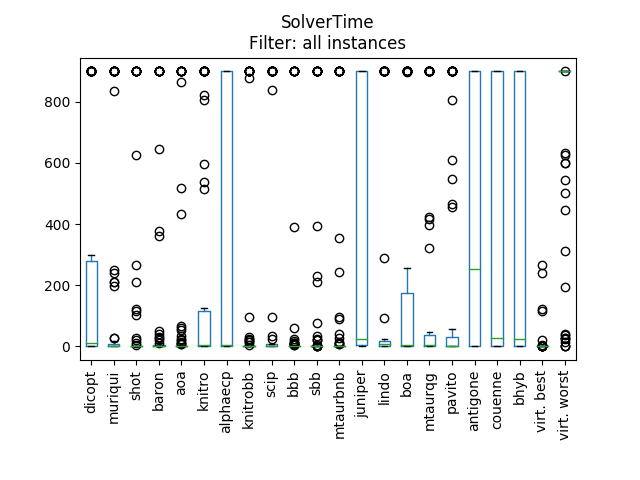 SolverTime
Filter: all instances
800
600
400
200
0
dicopt
muriqui
shot
baron
aoa
knitro
alphaecp
knitrobb
scip
bbb
sbb
mtaurbnb
juniper
lindo
boa
mtaurqg
pavito
antigone
couenne
bhyb
virt. best
virt. worst